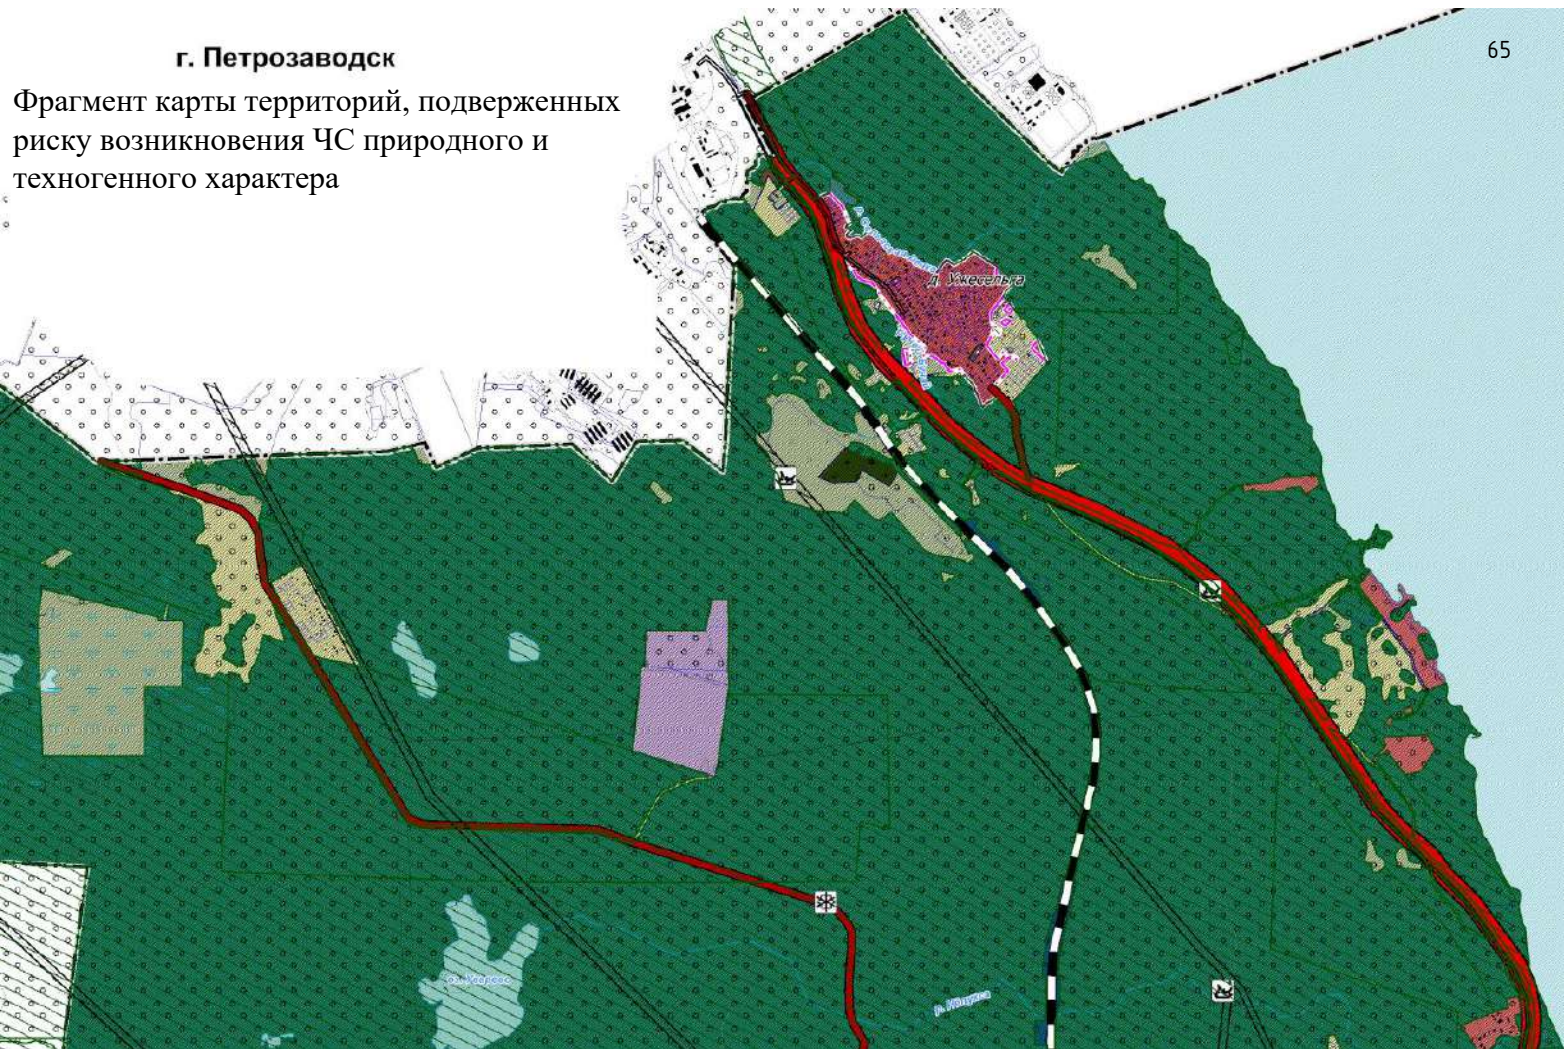 г. Петрозаводск
65
Фрагмент карты территорий, подверженных
риску возникновения ЧС природного и
техногенного характера
д. Ужесельга